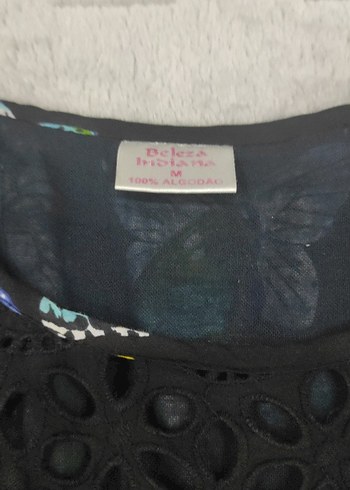 Beleza
Indiana
M
100% ALGODÃO